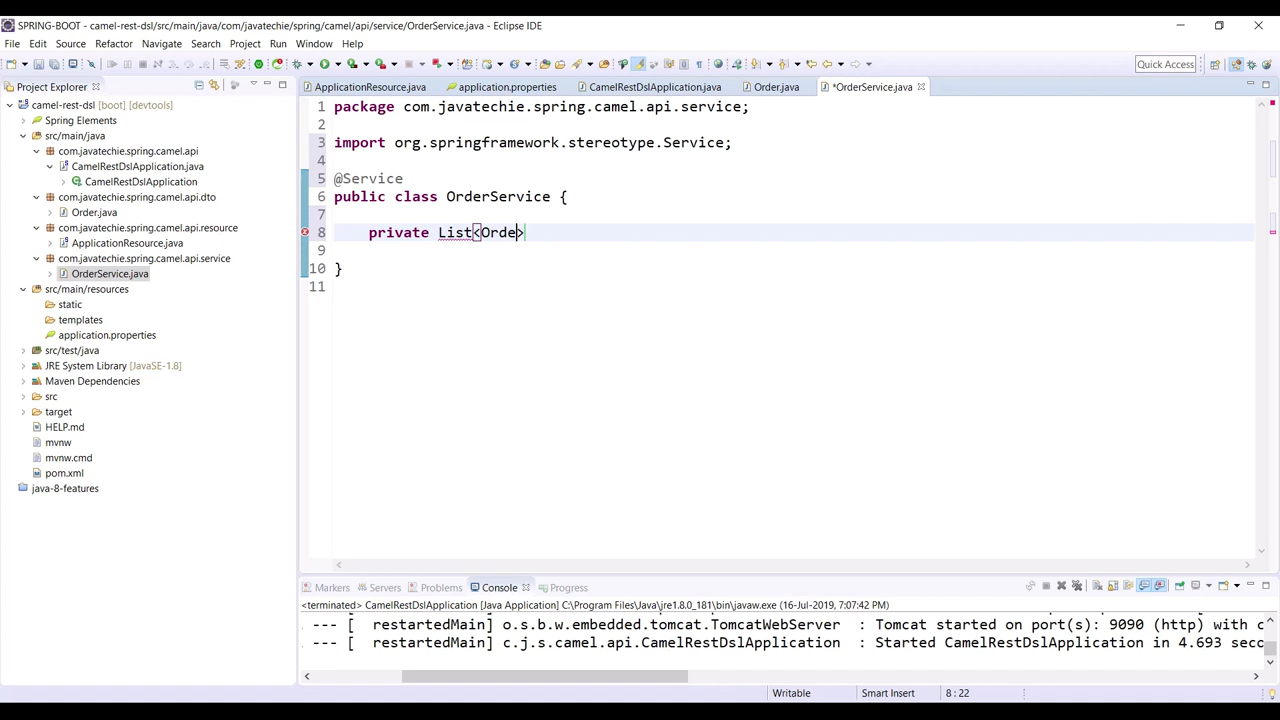 SPRING-BOOT - camel-rest-dsl/src/main/java/com/javatechie/spring/camel/api/service/OrderService.java - Eclipse IDE
File Edit Source Refactor Navigate Search Project Run Window Help
Quick Access
Project Explorer
camel-rest-dsl [boot] [devtools]
Spring Elements
src/main/java
com.javatechie.spring.camel.api
CamelRestDslApplication.java
CamelRestDslApplication
com.javatechie.spring.camel.api.dto
Order.java
com.javatechie.spring.camel.api.resource
ApplicationResource.java
com.javatechie.spring.camel.api.service
OrderService.java
src/main/resources
static
templates
application.properties
src/test/java
JRE System Library [JavaSE-1.8]
Maven Dependencies
src
target
HELP.md
mvnw
mvnw.cmd
pom.xml
java-8-features
ApplicationResource.java application.properties CamelRestDslApplication.java Order.java *OrderService.java
1 package com.javatechie.spring.camel.api.service;
2
3 import org.springframework.stereotype.Service;
4
5 @Service
6 public class OrderService {
7
8 private List<Orde>
9
10 }
11
Markers Servers Problems Console Progress
<terminated> CamelRestDslApplication [Java Application] C:\Program Files\Java\jre1.8.0_181\bin\javaw.exe (16-Jul-2019, 7:07:42 PM)
--- [ restartedMain] o.s.b.w.embedded.tomcat.TomcatWebServer : Tomcat started on port(s): 9090 (http) with c
--- [ restartedMain] c.j.s.camel.api.CamelRestDslApplication : Started CamelRestDslApplication in 4.693 seco
Writable Smart Insert 8 : 22